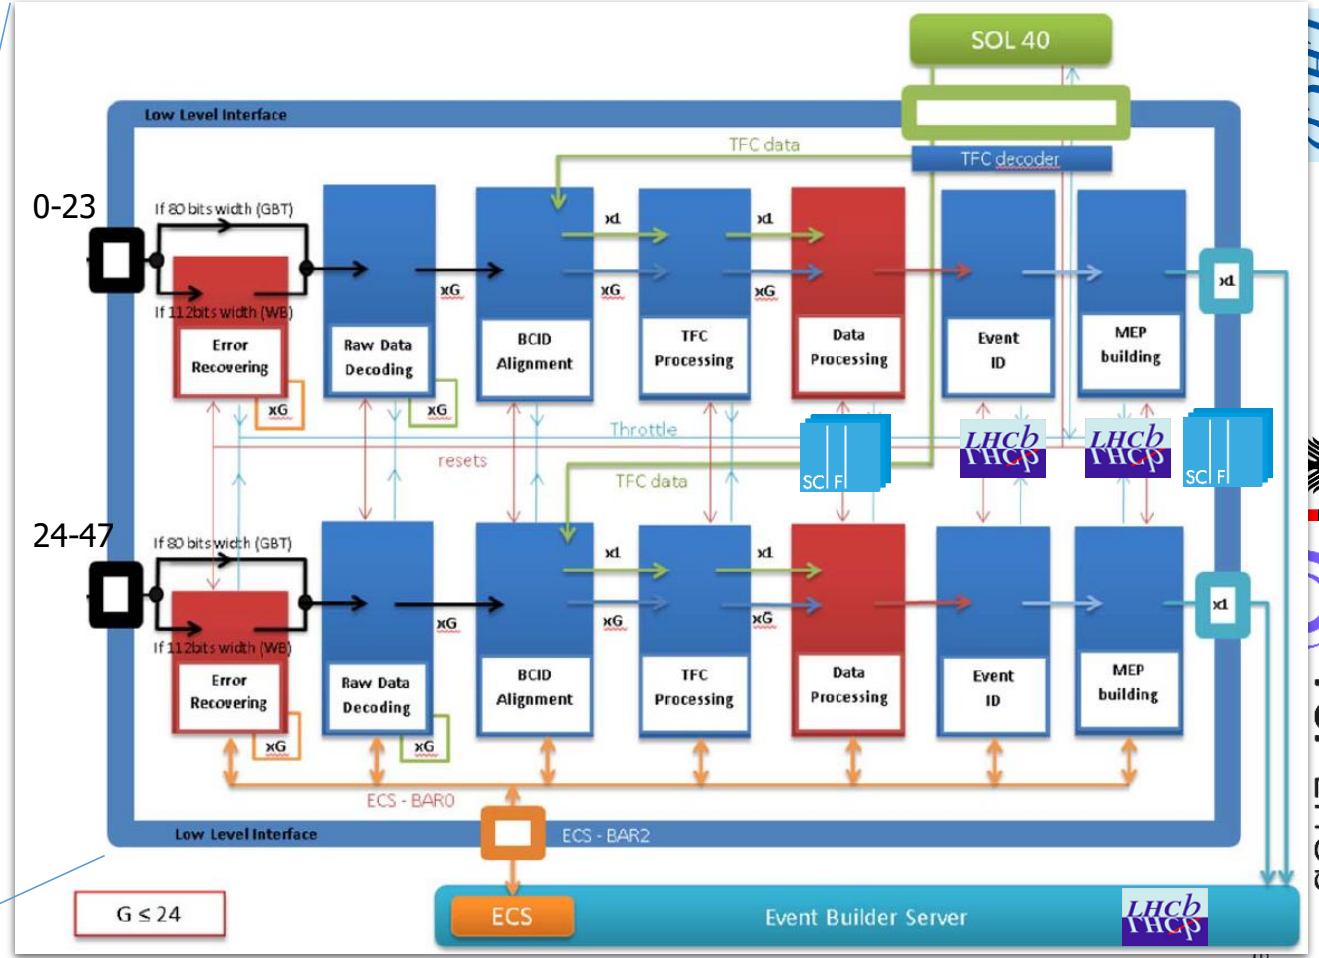 SOL 40
Low Level Interface
TFC data
TFC decoder
0-23
If 80 bits width (GBT)
x1
x1
xG
xG
xG
x1
If 112bits width (WB)
Error
Recovering
Raw Data
Decoding
BCID
Alignment
TFC
Processing
Data
Processing
Event
ID
MEP
building
xG
xG
Throttle
resets
TFC data
SCIFI
LHCb
LHCb
SCIFI
24-47
If 80 bits width (GBT)
x1
x1
xG
xG
xG
x1
If 112bits width (WB)
Error
Recovering
Raw Data
Decoding
BCID
Alignment
TFC
Processing
Data
Processing
Event
ID
MEP
building
xG
xG
ECS - BAR0
Low Level Interface
ECS - BAR2
G ≤ 24
ECS
Event Builder Server
LHCb